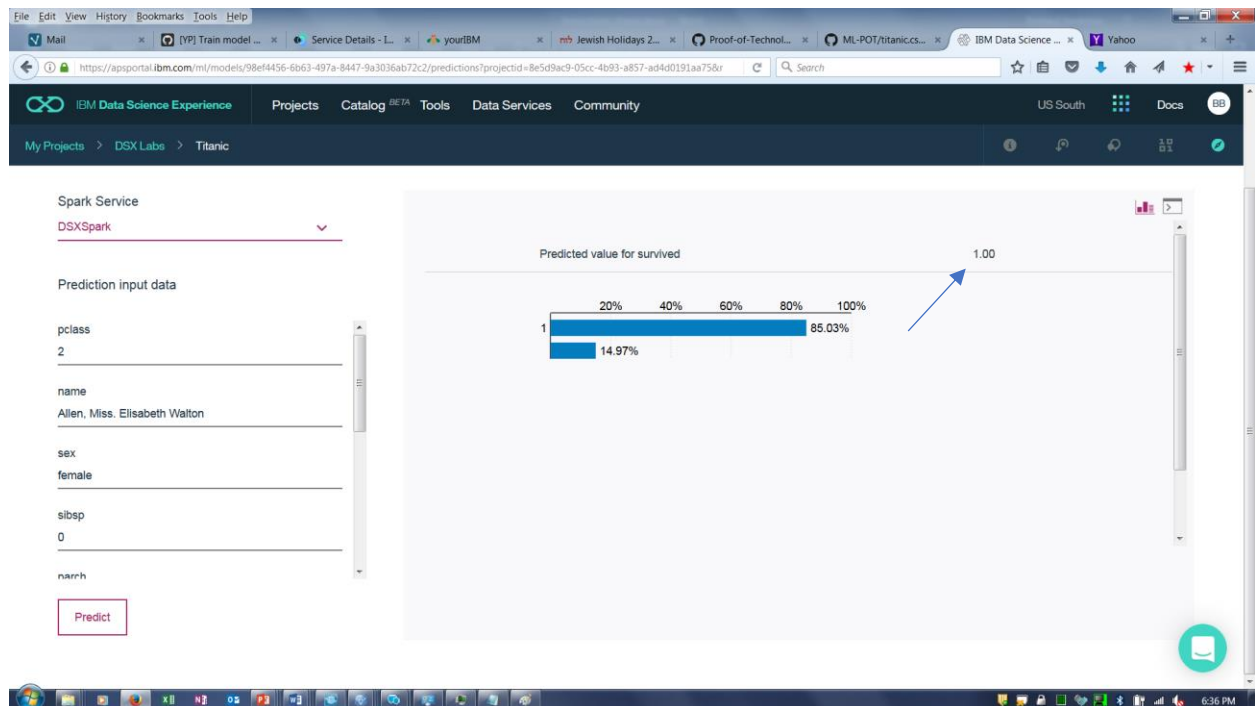 File Edit View History Bookmarks Tools Help
Mail
[YP] Train model ...
Service Details - I...
yourIBM
Jewish Holidays 2...
Proof-of-Technol...
ML-POT/titanic.cs...
IBM Data Science ...
Yahoo
https://apsportal.ibm.com/ml/models/98ef4456-6b63-497a-8447-9a3036ab72c2/predictions?projectid=8e5d9ac9-05cc-4b93-a857-ad4d0191aa75&r
Search
IBM Data Science Experience Projects Catalog BETA Tools Data Services Community US South Docs BB
My Projects > DSX Labs > Titanic
Spark Service
DSXSpark
Prediction input data
pclass
2
name
Allen, Miss. Elisabeth Walton
sex
female
sibsp
0
parch
Predict
Predicted value for survived 1.00
20% 40% 60% 80% 100%
1 85.03%
14.97%
6:36 PM